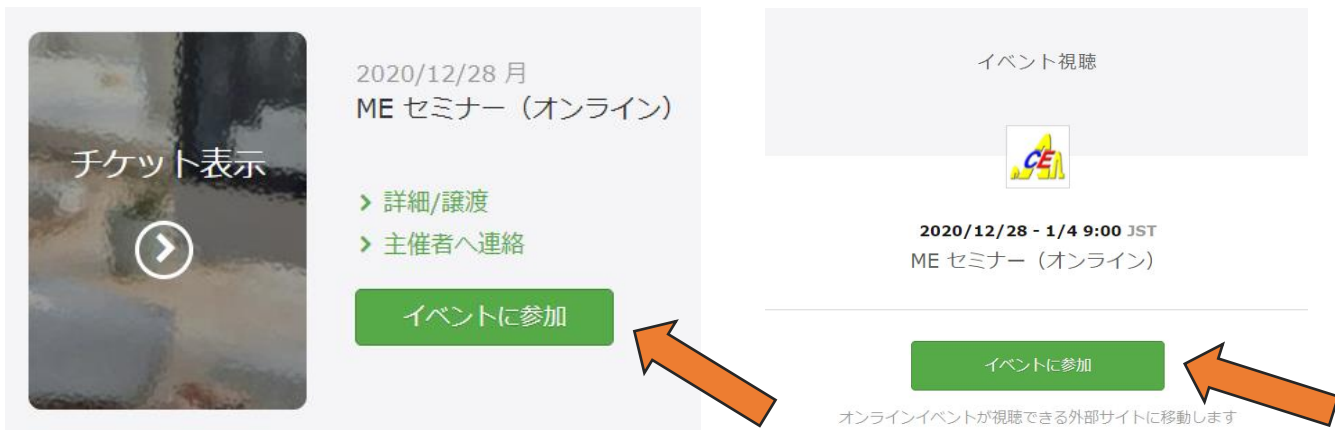 チケット表示
2020/12/28 月
ME セミナー（オンライン）
詳細/譲渡
主催者へ連絡
イベントに参加
イベント視聴
ACE
2020/12/28 - 1/4 9:00 JST
ME セミナー（オンライン）
イベントに参加
オンラインイベントが視聴できる外部サイトに移動します